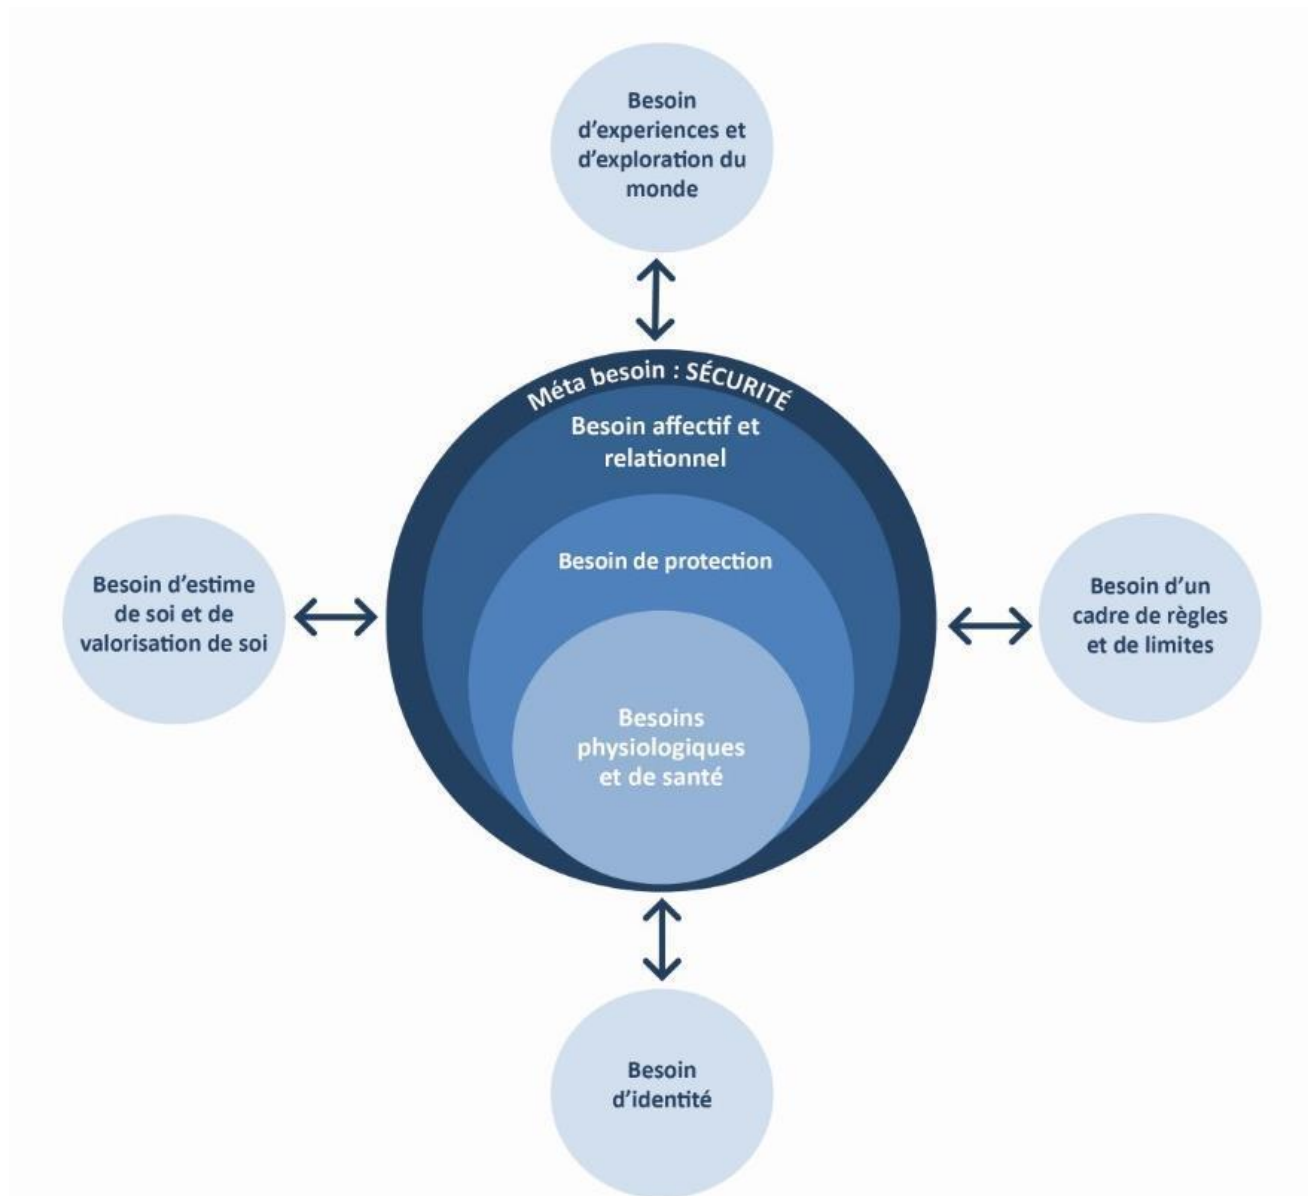 Besoin
d'experiences et
d'exploration du
monde
Méta besoin : SÉCURITÉ
Besoin affectif et
relationnel
Besoin de protection
Besoin d'estime
de soi et de
valorisation de soi
Besoin d'un
cadre de règles
et de limites
Besoins
physiologiques
et de santé
Besoin
d'identité